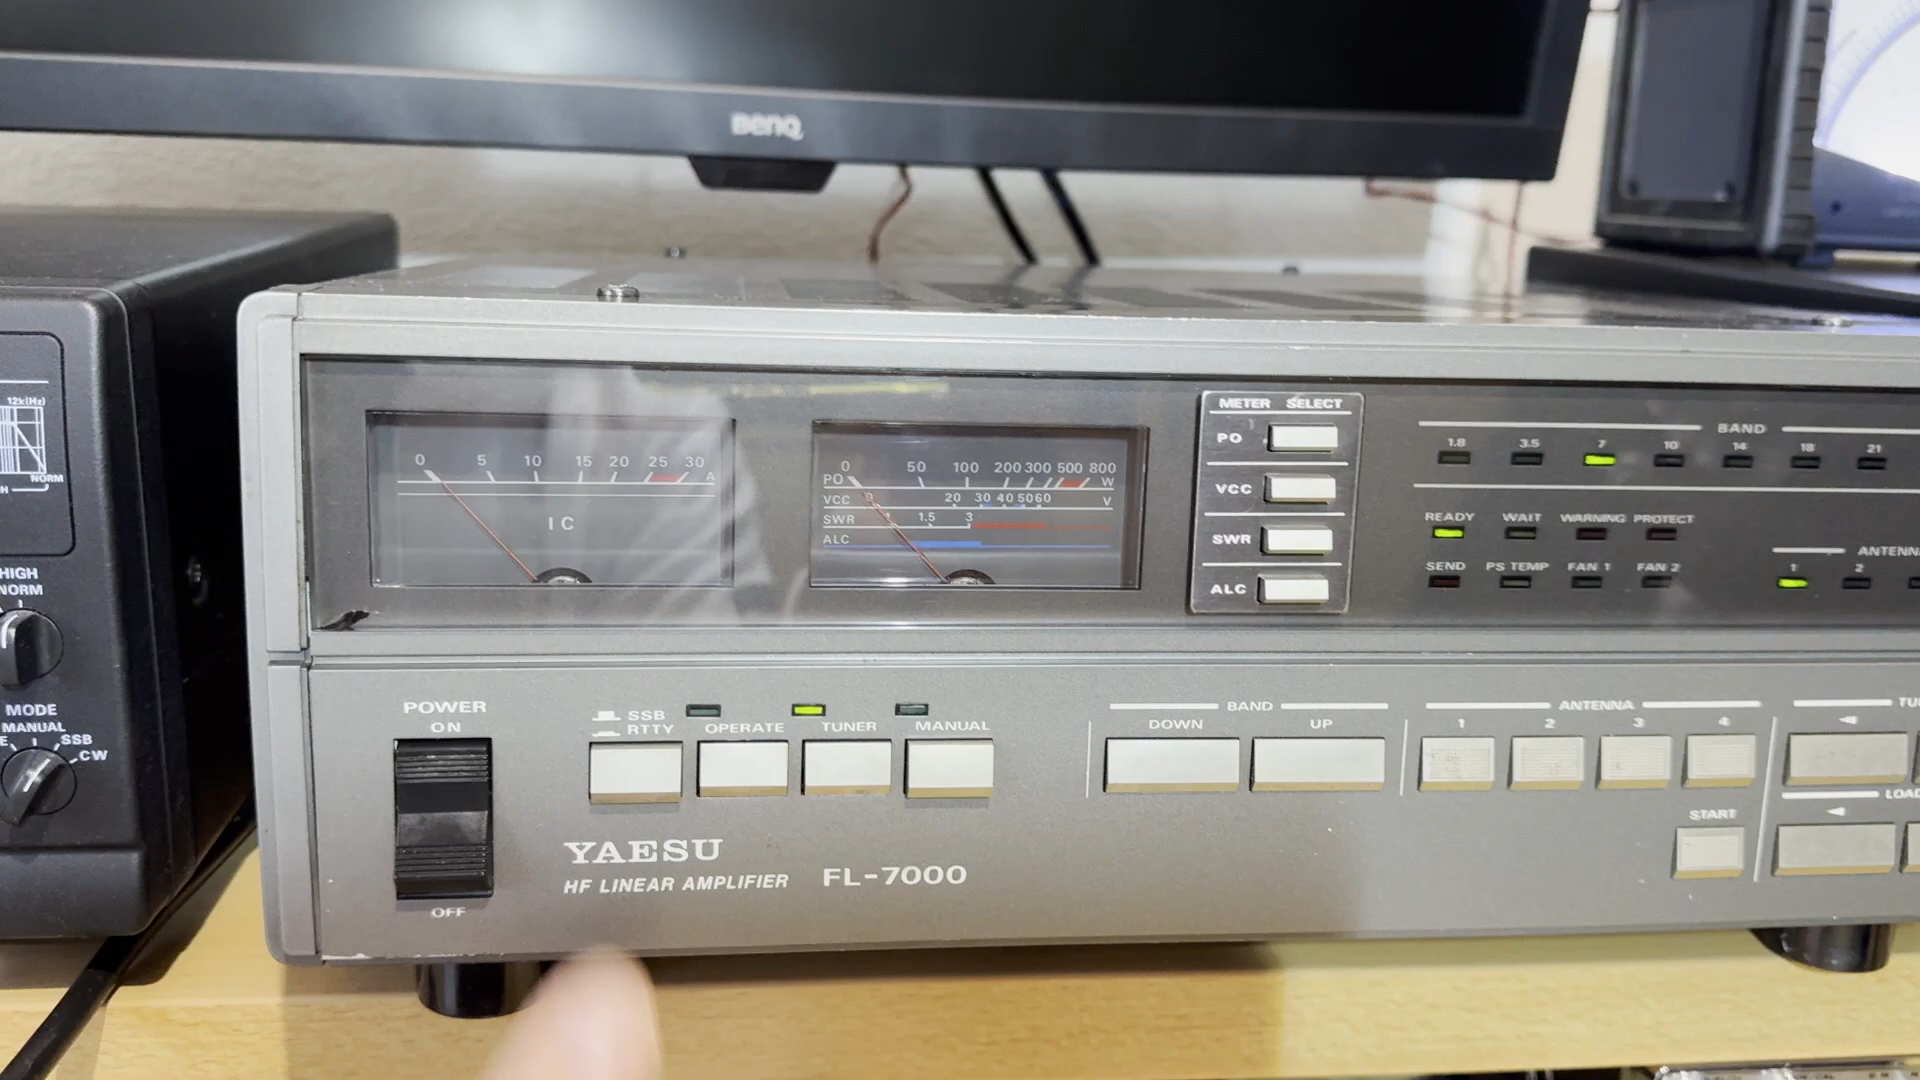 BenQ
12k(Hz)
NORM
HIGH
NORM
MODE
MANUAL
SSB
CW
0 5 10 15 20 25 30
A
IC
0 50 100 200 300 500 800
PO W
VCC 0 20 30 40 50 60 V
SWR 1 1.5 3
ALC
METER SELECT
PO
VCC
SWR
ALC
BAND
1.8 3.5 7 10 14 18 21
READY WAIT WARNING PROTECT
SEND PS TEMP FAN 1 FAN 2
1 2
POWER
ON
OFF
SSB
RTTY
OPERATE TUNER MANUAL
BAND
DOWN UP
ANTENNA
1 2 3 4
START
YAESU
HF LINEAR AMPLIFIER FL-7000